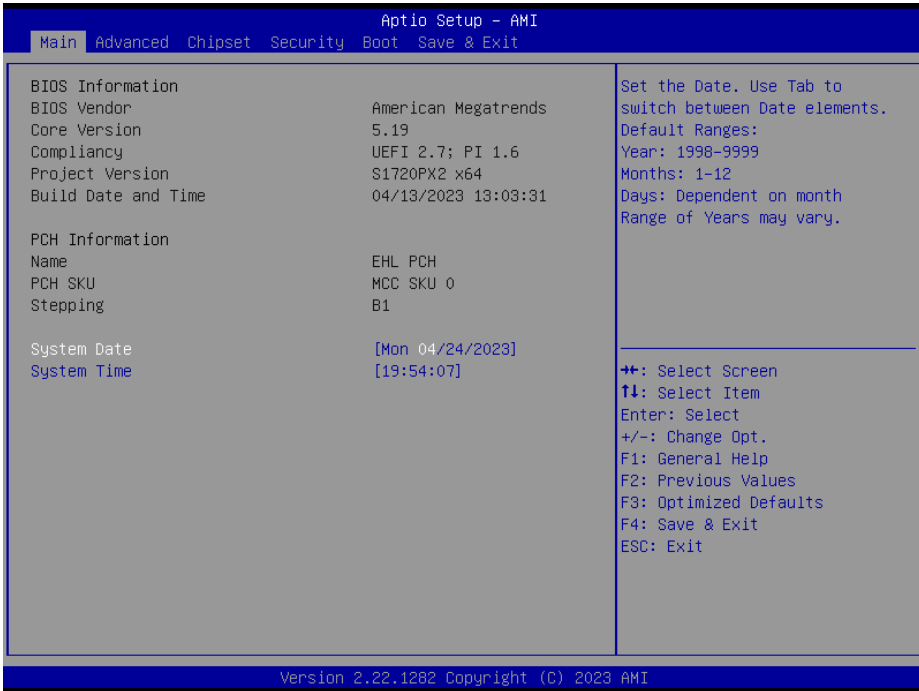 Aptio Setup – AMI
Main Advanced Chipset Security Boot Save & Exit
BIOS Information
BIOS Vendor American Megatrends
Core Version 5.19
Compliancy UEFI 2.7; PI 1.6
Project Version S1720PX2 x64
Build Date and Time 04/13/2023 13:03:31
PCH Information
Name EHL PCH
PCH SKU MCC SKU 0
Stepping B1
System Date [Mon 04/24/2023]
System Time [19:54:07]
Set the Date. Use Tab to
switch between Date elements.
Default Ranges:
Year: 1998-9999
Months: 1-12
Days: Dependent on month
Range of Years may vary.
→←: Select Screen
↑↓: Select Item
Enter: Select
+/-: Change Opt.
F1: General Help
F2: Previous Values
F3: Optimized Defaults
F4: Save & Exit
ESC: Exit
Version 2.22.1282 Copyright (C) 2023 AMI